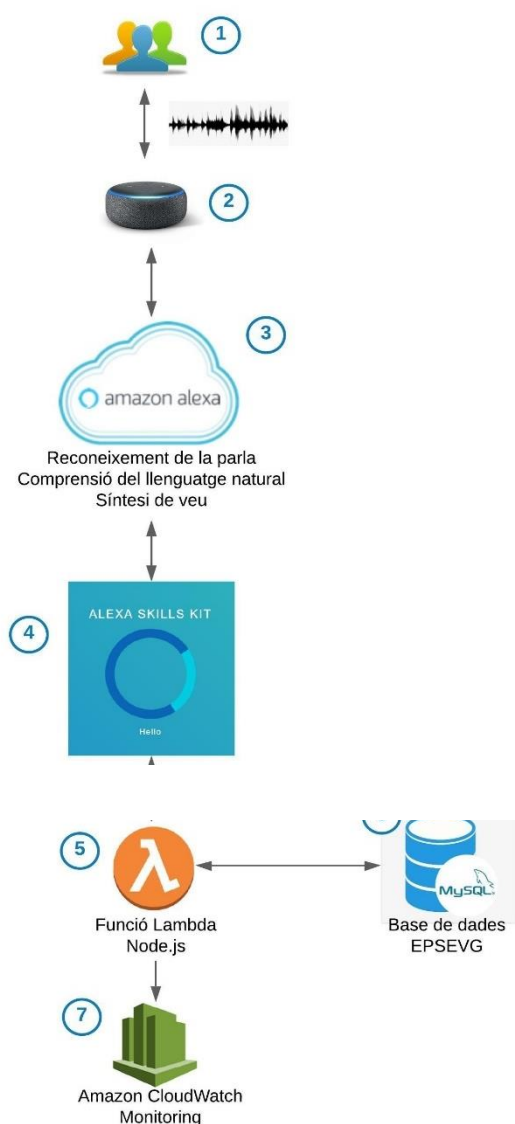 1
2
3
amazon alexa
Reconeixement de la parla
Comprensió del llenguatge natural
Síntesi de veu
4
ALEXA SKILLS KIT
Hello
5
MySQL
Funció Lambda
Node.js
Base de dades
EPSEVG
7
Amazon CloudWatch
Monitoring